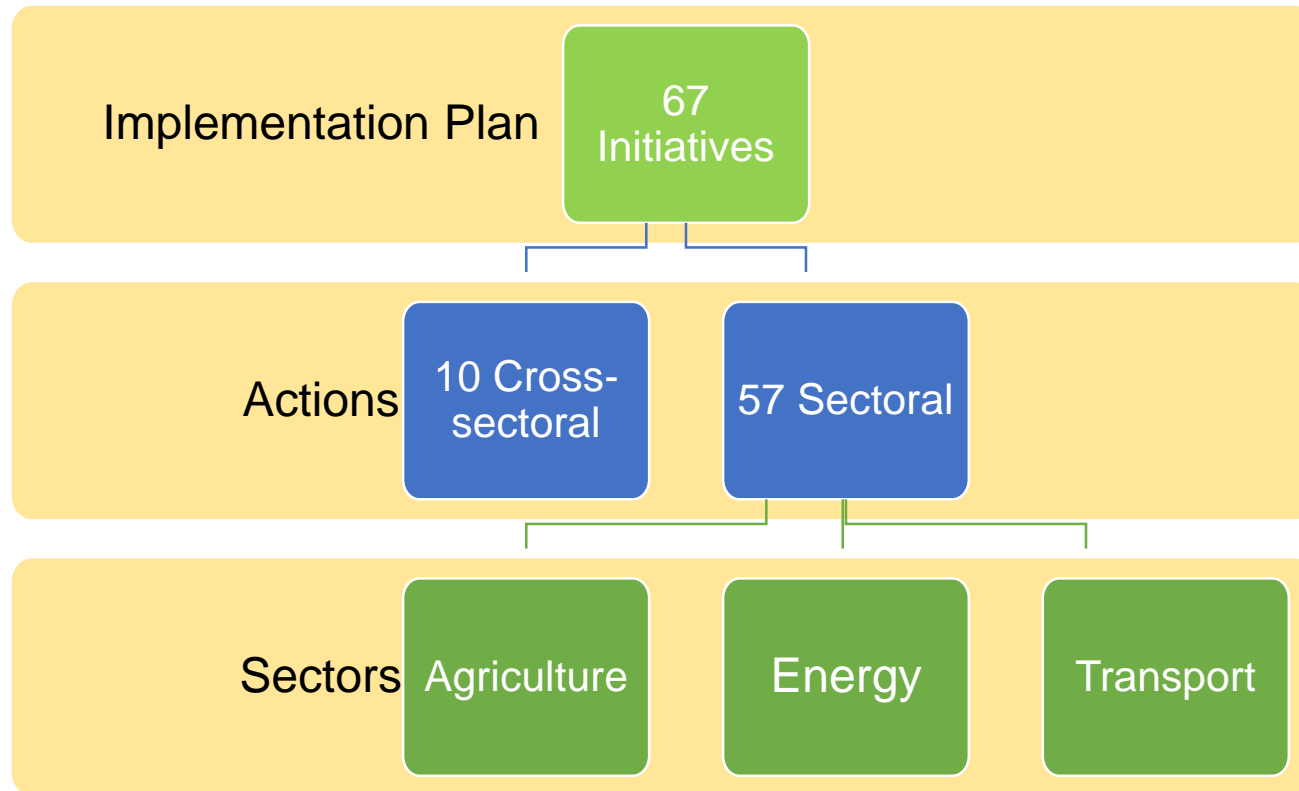 Implementation Plan
67
Initiatives
Actions
10 Cross-
sectoral
57 Sectoral
Sectors
Agriculture
Energy
Transport